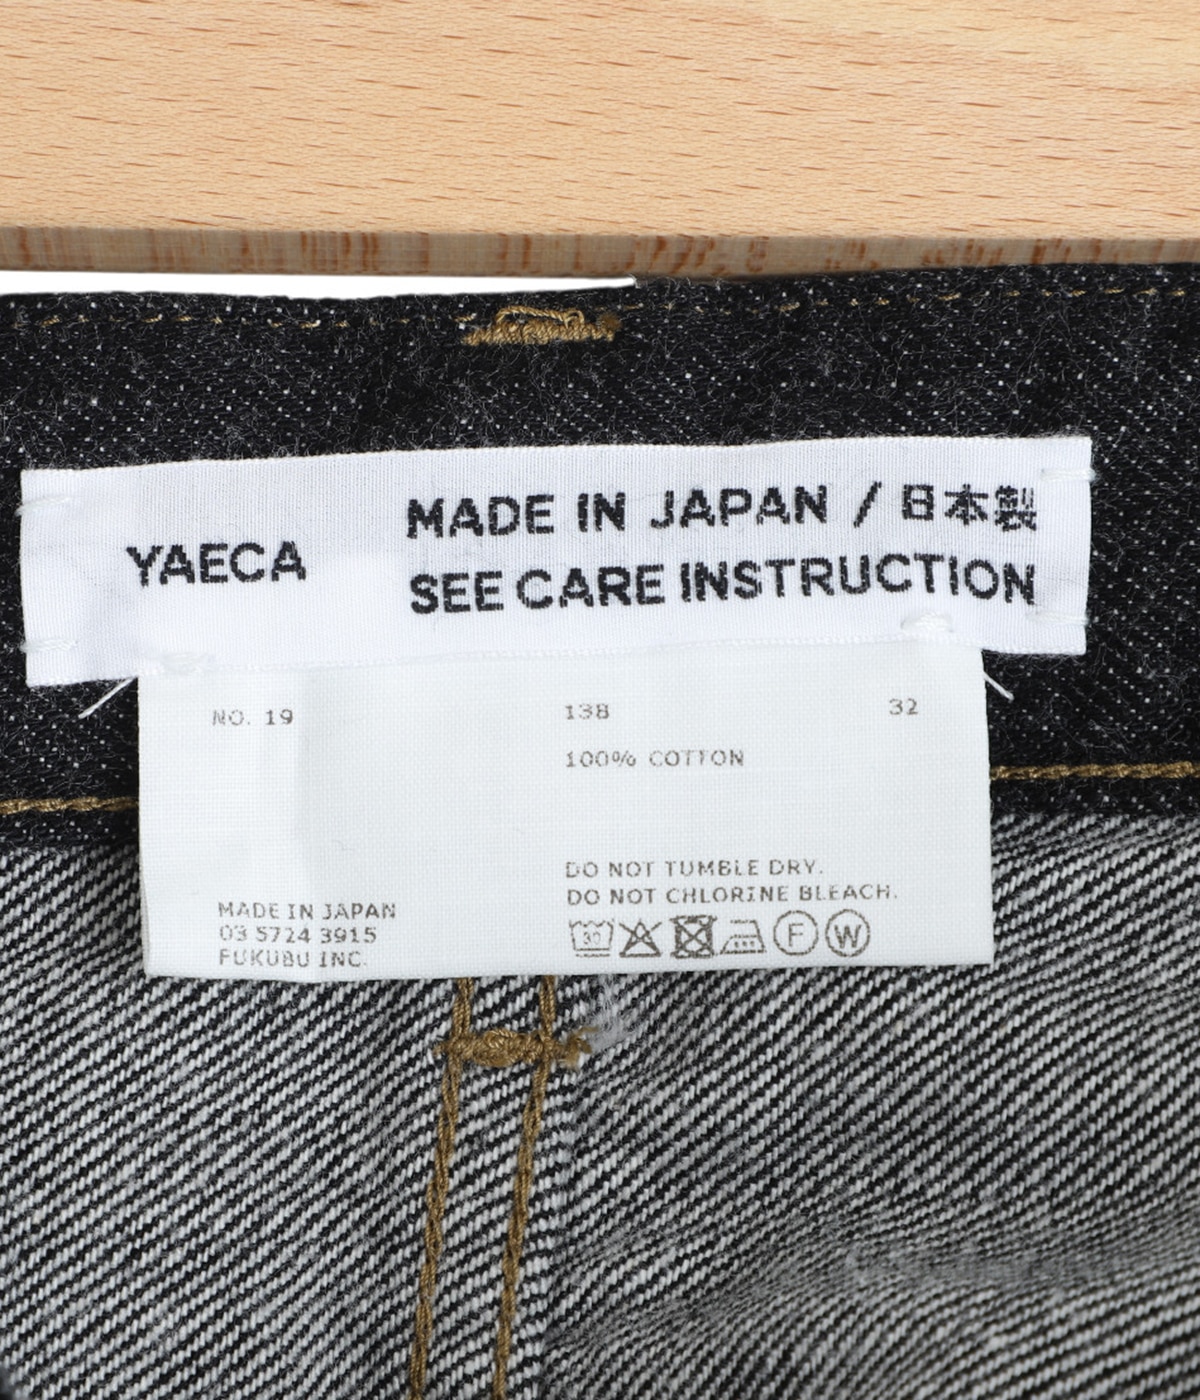 YAECA
MADE IN JAPAN / 日本製
SEE CARE INSTRUCTION
NO. 19
138
32
100% COTTON
DO NOT TUMBLE DRY.
DO NOT CHLORINE BLEACH.
30
F
W
MADE IN JAPAN
03 5724 3915
FUKUBU INC.